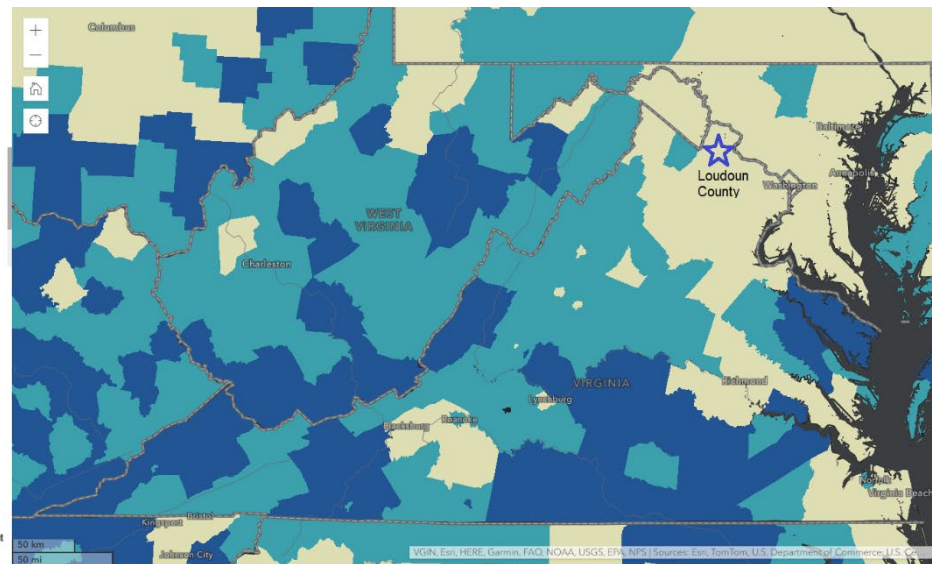 Columbus
+
−
Baltimore
Loudoun
County
Washington
Annapolis
WEST
VIRGINIA
Charleston
Richmond
VIRGINIA
Lynchburg
Blacksburg
Roanoke
Norfolk
Virginia Beach
Kingsport
Bristol
Johnson City
t
50 km
50 mi
VGIN, Esri, HERE, Garmin, FAO, NOAA, USGS, EPA, NPS | Sources: Esri, TomTom, U.S. Department of Commerce, U.S. Ce...